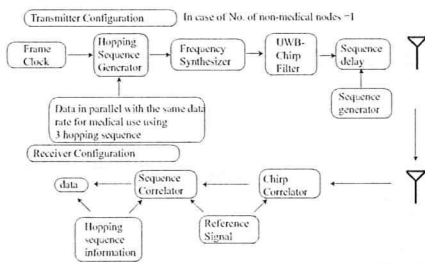 Transmitter Configuration
In case of No. of non-medical nodes =1
Frame
Clock
Hopping
Sequence
Generator
Frequency
Synthesizer
UWB-
Chirp
Filter
Sequence
delay
Data in parallel with the same data
rate for medical use using
3 hopping sequence
Sequence
generator
Receiver Configuration
data
Sequence
Correlator
Chirp
Correlator
Hopping
sequence
information
Reference
Signal